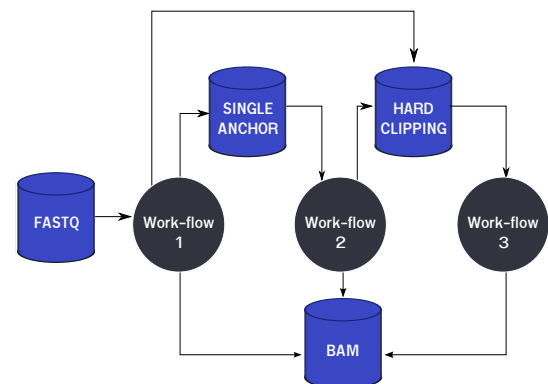 SINGLE
ANCHOR
HARD
CLIPPING
FASTQ
Work-flow
1
Work-flow
2
Work-flow
3
BAM